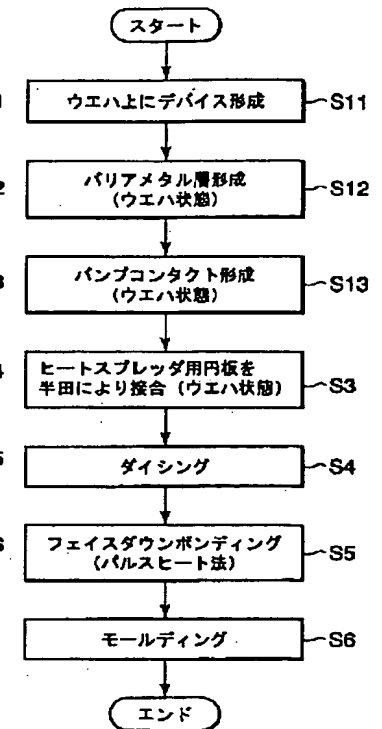 スタート
ウエハ上にデバイス形成
S11
バリアメタル層形成
(ウエハ状態)
S12
バンプコンタクト形成
(ウエハ状態)
S13
ヒートスプレッダ用円板を
半田により接合 (ウエハ状態)
S3
ダイシング
S4
フェイスダウンボンディング
(パルスヒート法)
S5
モールディング
S6
エンド